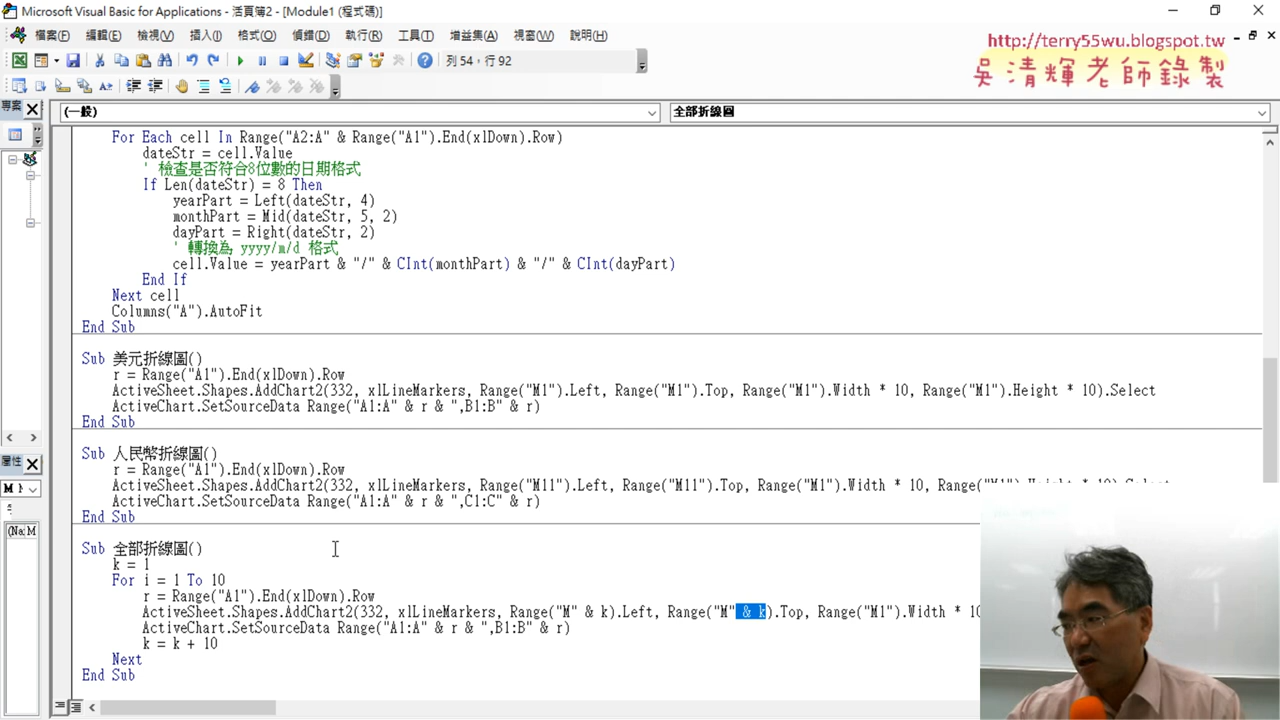 Microsoft Visual Basic for Applications - 活頁簿2 - [Module1 (程式碼)]
檔案(F) 編輯(E) 檢視(V) 插入(I) 格式(O) 偵錯(D) 執行(R) 工具(T) 增益集(A) 視窗(W) 說明(H)
http://terry55wu.blogspot.tw
吳清輝老師錄製
列 54，行 92
專案
(一般)
全部折線圖
For Each cell In Range("A2:A" & Range("A1").End(xlDown).Row)
dateStr = cell.Value
' 檢查是否符合8位數的日期格式
If Len(dateStr) = 8 Then
yearPart = Left(dateStr, 4)
monthPart = Mid(dateStr, 5, 2)
dayPart = Right(dateStr, 2)
' 轉換為 yyyy/m/d 格式
cell.Value = yearPart & "/" & CInt(monthPart) & "/" & CInt(dayPart)
End If
Next cell
Columns("A").AutoFit
End Sub
Sub 美元折線圖()
r = Range("A1").End(xlDown).Row
ActiveSheet.Shapes.AddChart2(332, xlLineMarkers, Range("M1").Left, Range("M1").Top, Range("M1").Width * 10, Range("M1").Height * 10).Select
ActiveChart.SetSourceData Range("A1:A" & r & ",B1:B" & r)
End Sub
屬性
Sub 人民幣折線圖()
r = Range("A1").End(xlDown).Row
ActiveSheet.Shapes.AddChart2(332, xlLineMarkers, Range("M11").Left, Range("M11").Top, Range("M1").Width * 10, Range("M1").Height * 10).Select
ActiveChart.SetSourceData Range("A1:A" & r & ",C1:C" & r)
End Sub
(Na M
Sub 全部折線圖()
k = 1
For i = 1 To 10
r = Range("A1").End(xlDown).Row
ActiveSheet.Shapes.AddChart2(332, xlLineMarkers, Range("M" & k).Left, Range("M" & k).Top, Range("M1").Width * 10
ActiveChart.SetSourceData Range("A1:A" & r & ",B1:B" & r)
k = k + 10
Next
End Sub